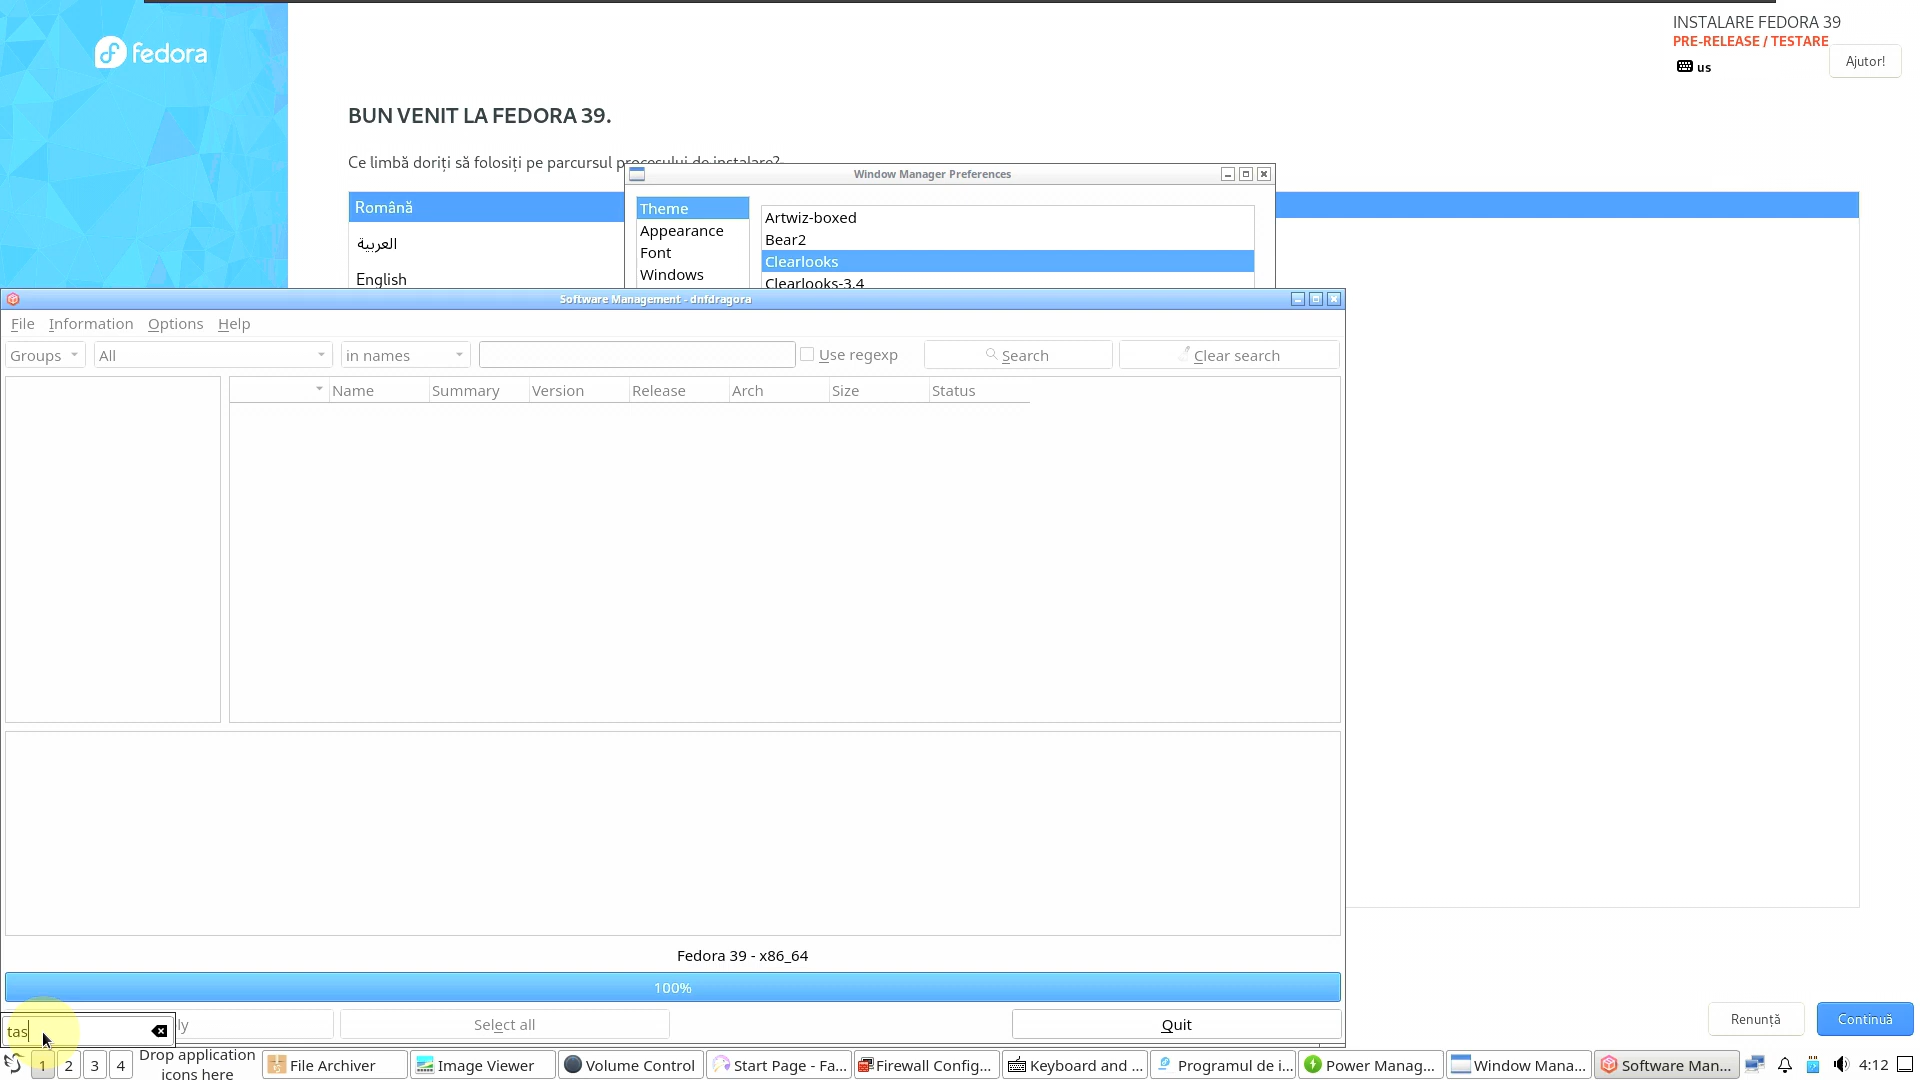 fedora
INSTALARE FEDORA 39
PRE-RELEASE / TESTARE
us
Ajutor!
BUN VENIT LA FEDORA 39.
Ce limbă doriți să folosiți pe parcursul procesului de instalare?
Română
العربية
English
Window Manager Preferences
Theme
Appearance
Font
Windows
Artwiz-boxed
Bear2
Clearlooks
Clearlooks-3.4
Software Management - dnfdragora
File Information Options Help
Groups All in names Use regexp Search Clear search
Name Summary Version Release Arch Size Status
Fedora 39 - x86_64
100%
tas
ly Select all Quit
Renunță Continuă
1 2 3 4 Drop application icons here File Archiver Image Viewer Volume Control Start Page - Fa... Firewall Config... Keyboard and ... Programul de i... Power Manag... Window Mana... Software Man... 4:12